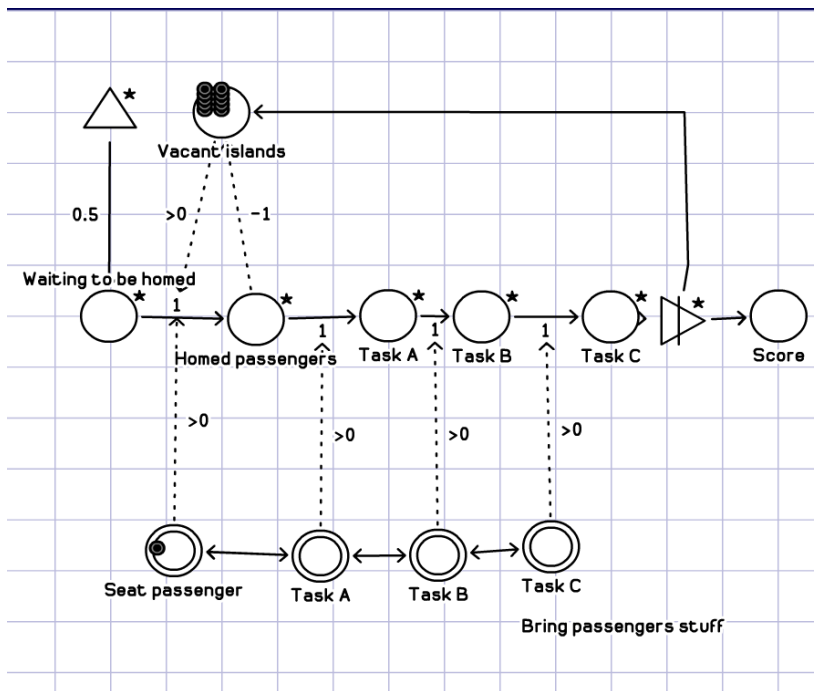 Vacant islands
0.5
>0
-1
Waiting to be homed
1
Homed passengers
1
Task A
1
Task B
1
Task C
Score
>0
>0
>0
>0
Seat passenger
Task A
Task B
Task C
Bring passengers stuff